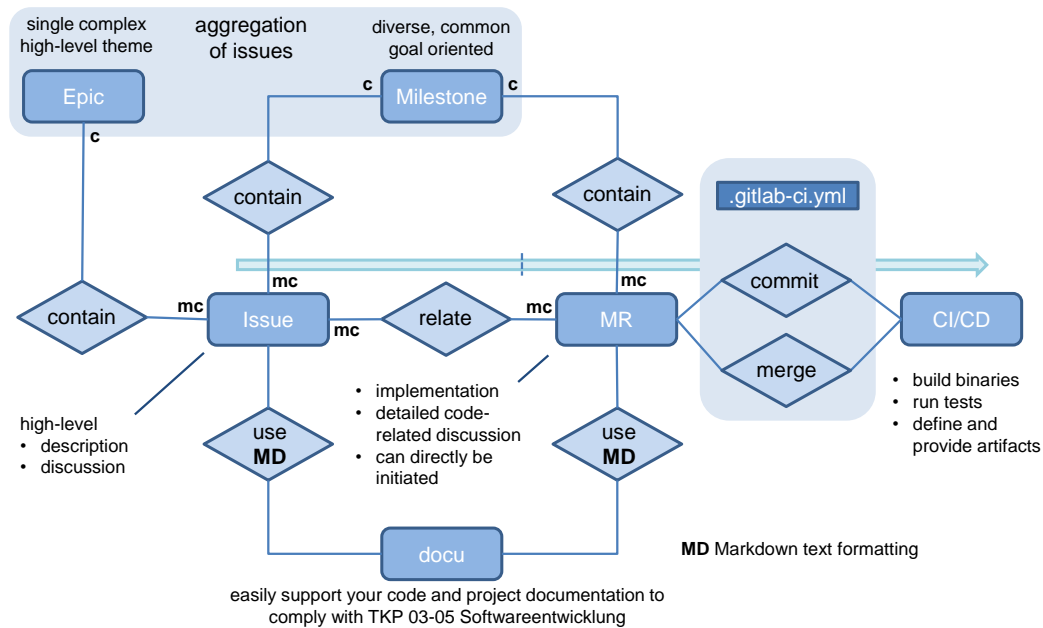 single complex
high-level theme
aggregation
of issues
diverse, common
goal oriented
Epic
c
c
Milestone
c
contain
contain
.gitlab-ci.yml
mc
mc
commit
contain
mc
Issue
mc
relate
mc
MR
CI/CD
merge
high-level
• description
• discussion
use
MD
• implementation
• detailed code-
related discussion
• can directly be
initiated
use
MD
• build binaries
• run tests
• define and
provide artifacts
docu
MD Markdown text formatting
easily support your code and project documentation to
comply with TKP 03-05 Softwareentwicklung